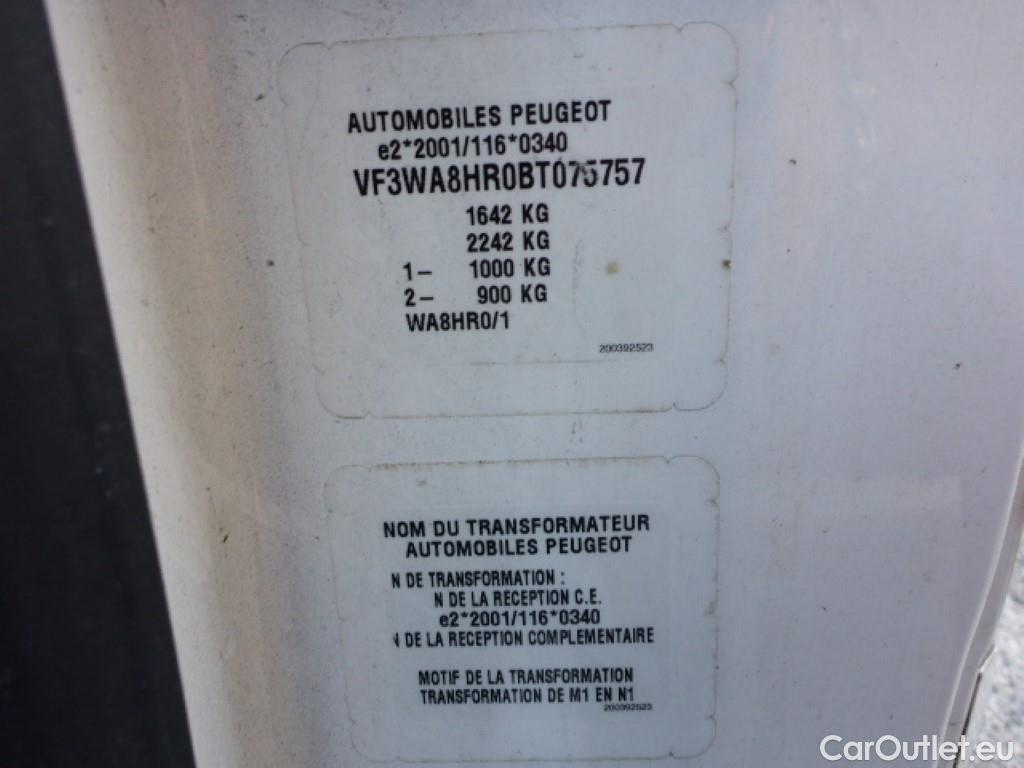 AUTOMOBILES PEUGEOT
e2*2001/116*0340
VF3WA8HR0BT075757
1642 KG
2242 KG
1- 1000 KG
2- 900 KG
WA8HR0/1
200392523
NOM DU TRANSFORMATEUR
AUTOMOBILES PEUGEOT
N DE TRANSFORMATION :
N DE LA RECEPTION C.E.
e2*2001/116*0340
N DE LA RECEPTION COMPLEMENTAIRE
MOTIF DE LA TRANSFORMATION
TRANSFORMATION DE M1 EN N1
200392523
CarOutlet.eu